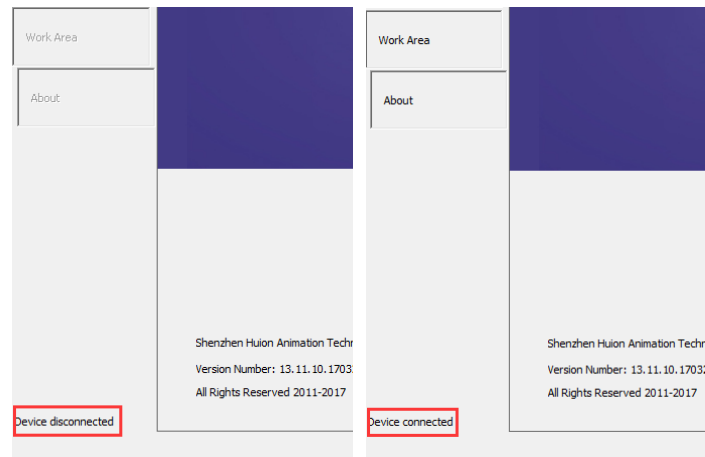 Work Area
About
Shenzhen Huion Animation Techn
Version Number: 13.11.10.1703
All Rights Reserved 2011-2017
Device disconnected
Work Area
About
Shenzhen Huion Animation Techn
Version Number: 13.11.10.1703
All Rights Reserved 2011-2017
Device connected